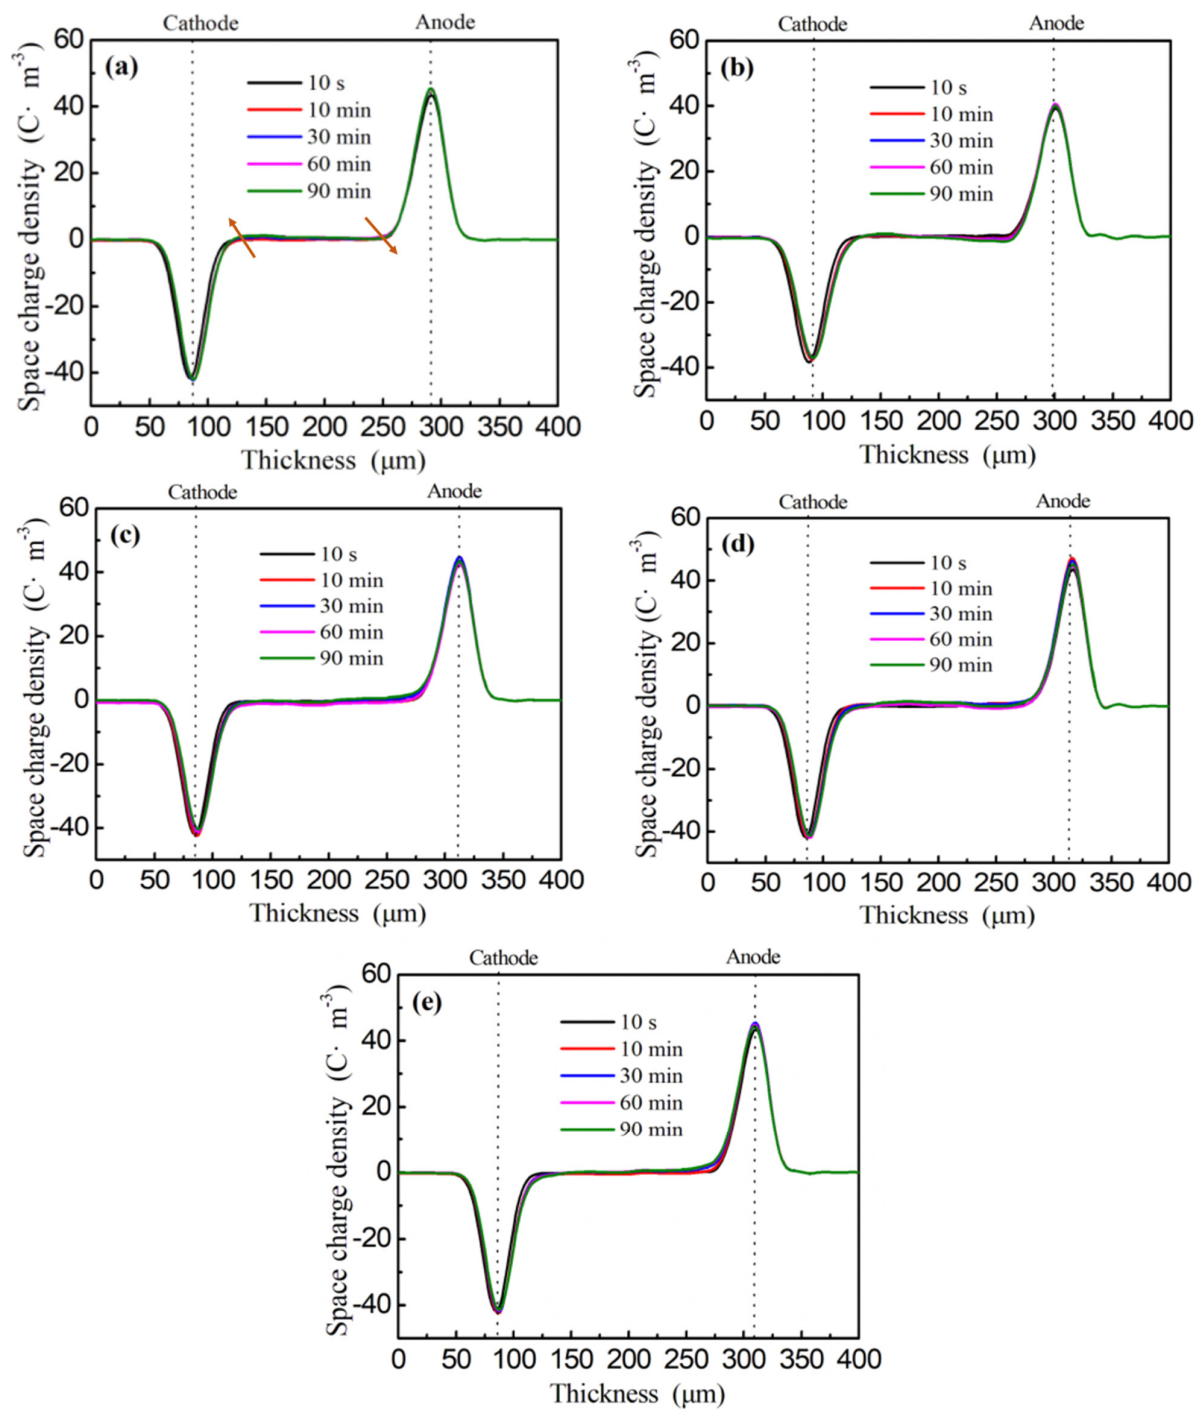 Cathode Anode
(a)
10 s
10 min
30 min
60 min
90 min
60
40
20
0
-20
-40
Space charge density (C· m-3)
0 50 100 150 200 250 300 350 400
Thickness (μm)
Cathode Anode
(b)
10 s
10 min
30 min
60 min
90 min
60
40
20
0
-20
-40
Space charge density (C· m-3)
0 50 100 150 200 250 300 350 400
Thickness (μm)
Cathode Anode
(c)
10 s
10 min
30 min
60 min
90 min
60
40
20
0
-20
-40
Space charge density (C· m-3)
0 50 100 150 200 250 300 350 400
Thickness (μm)
Cathode Anode
(d)
10 s
10 min
30 min
60 min
90 min
60
40
20
0
-20
-40
Space charge density (C· m-3)
0 50 100 150 200 250 300 350 400
Thickness (μm)
Cathode Anode
(e)
10 s
10 min
30 min
60 min
90 min
60
40
20
0
-20
-40
Space charge density (C· m-3)
0 50 100 150 200 250 300 350 400
Thickness (μm)